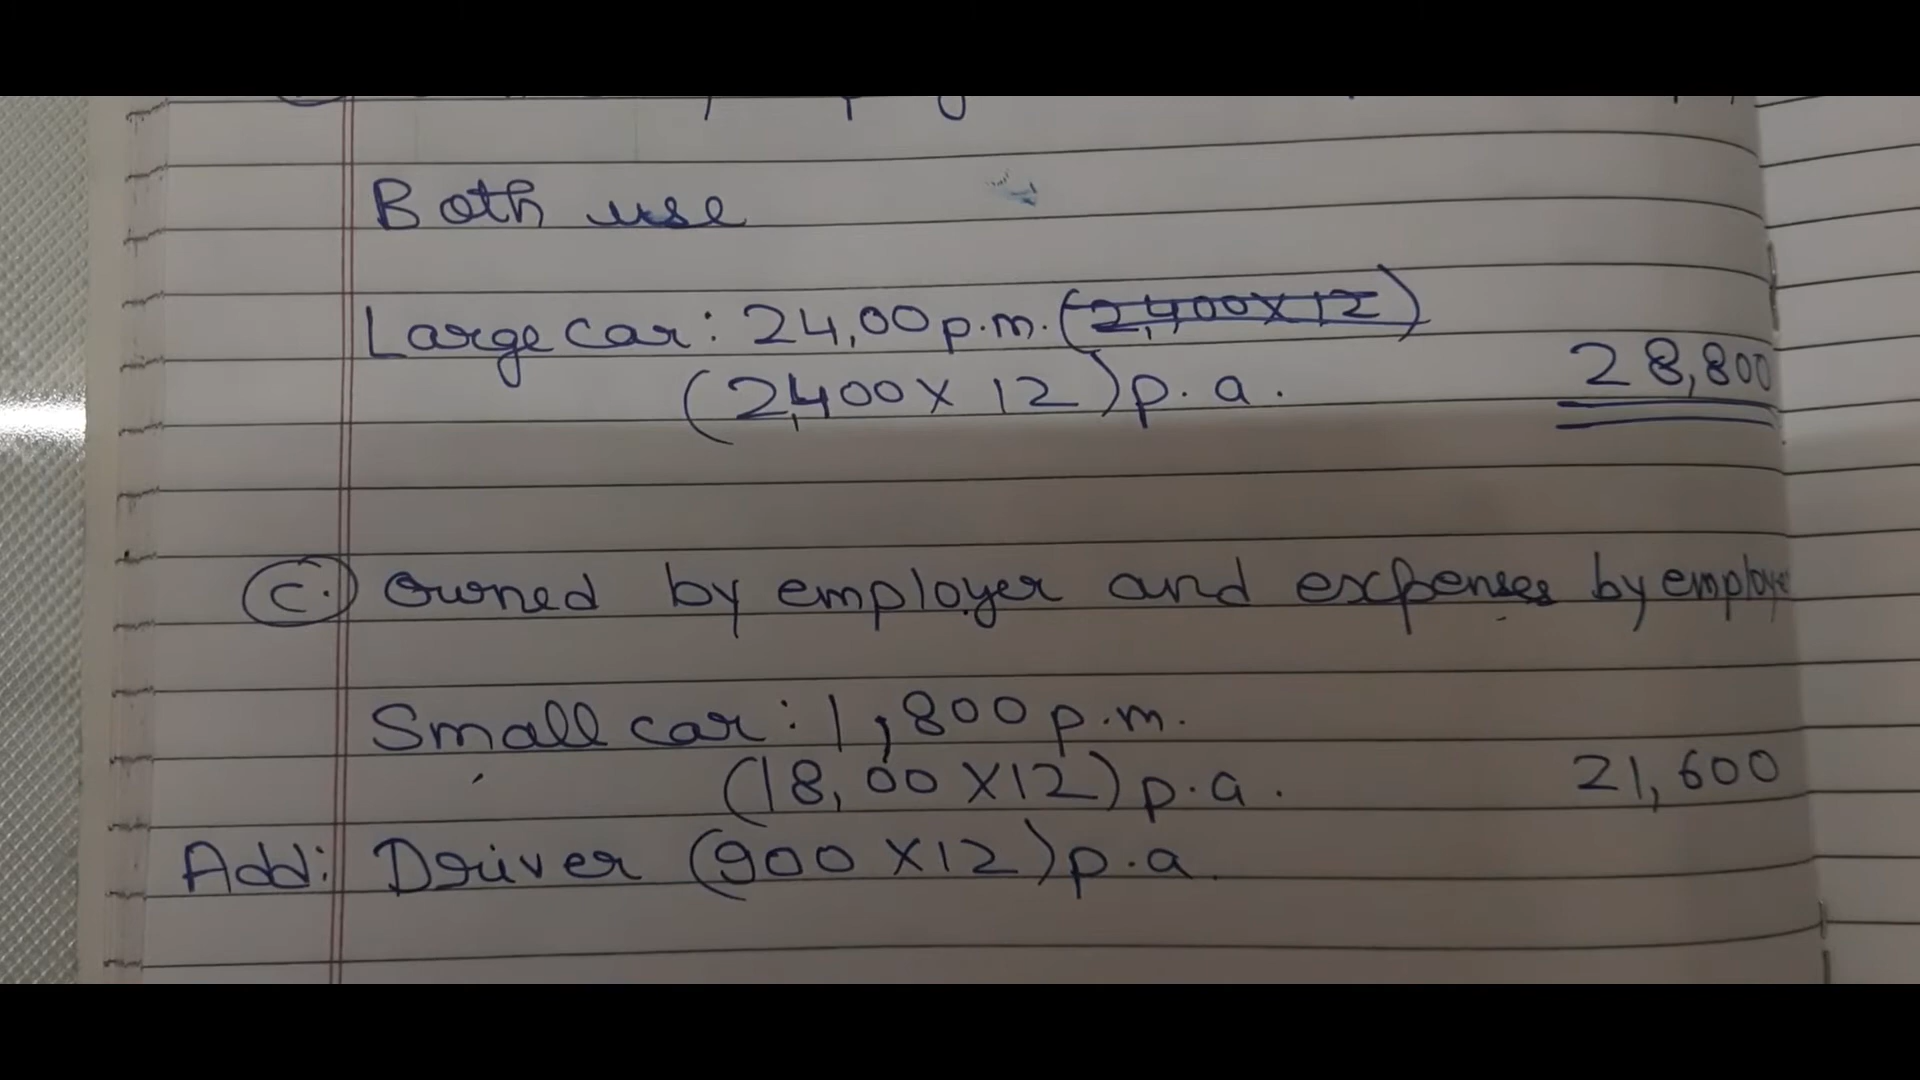 Both use
Large car: 24,00 p.m. (2,400 X 12)
(2,400 X 12) p.a. 28,800
C. Owned by employer and expenses by employe
Small car: 1,800 p.m.
(18,00 X 12) p.a. 21,600
Add: Driver (900 X 12) p.a.